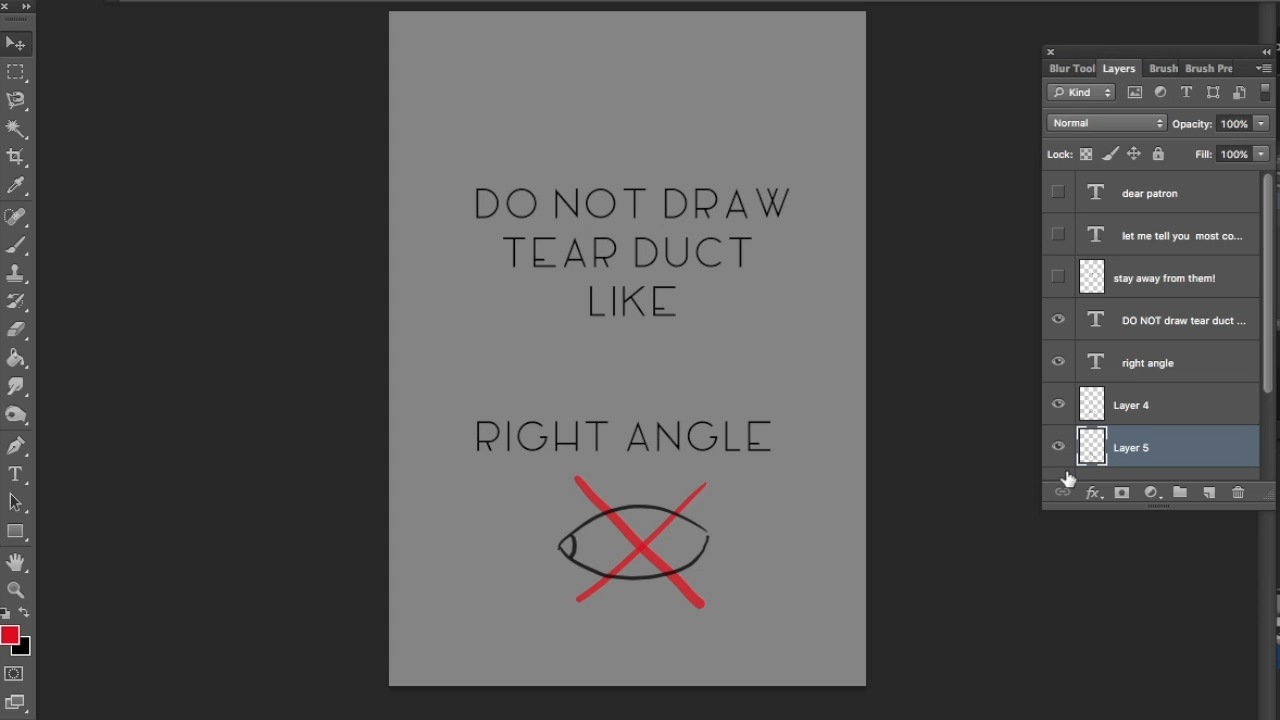 Blur Tool Layers Brush Brush Pre
Kind
Normal Opacity: 100%
Lock: Fill: 100%
dear patron
let me tell you most co...
stay away from them!
DO NOT draw tear duct ...
right angle
Layer 4
Layer 5
fx
DO NOT DRAW
TEAR DUCT
LIKE
RIGHT ANGLE